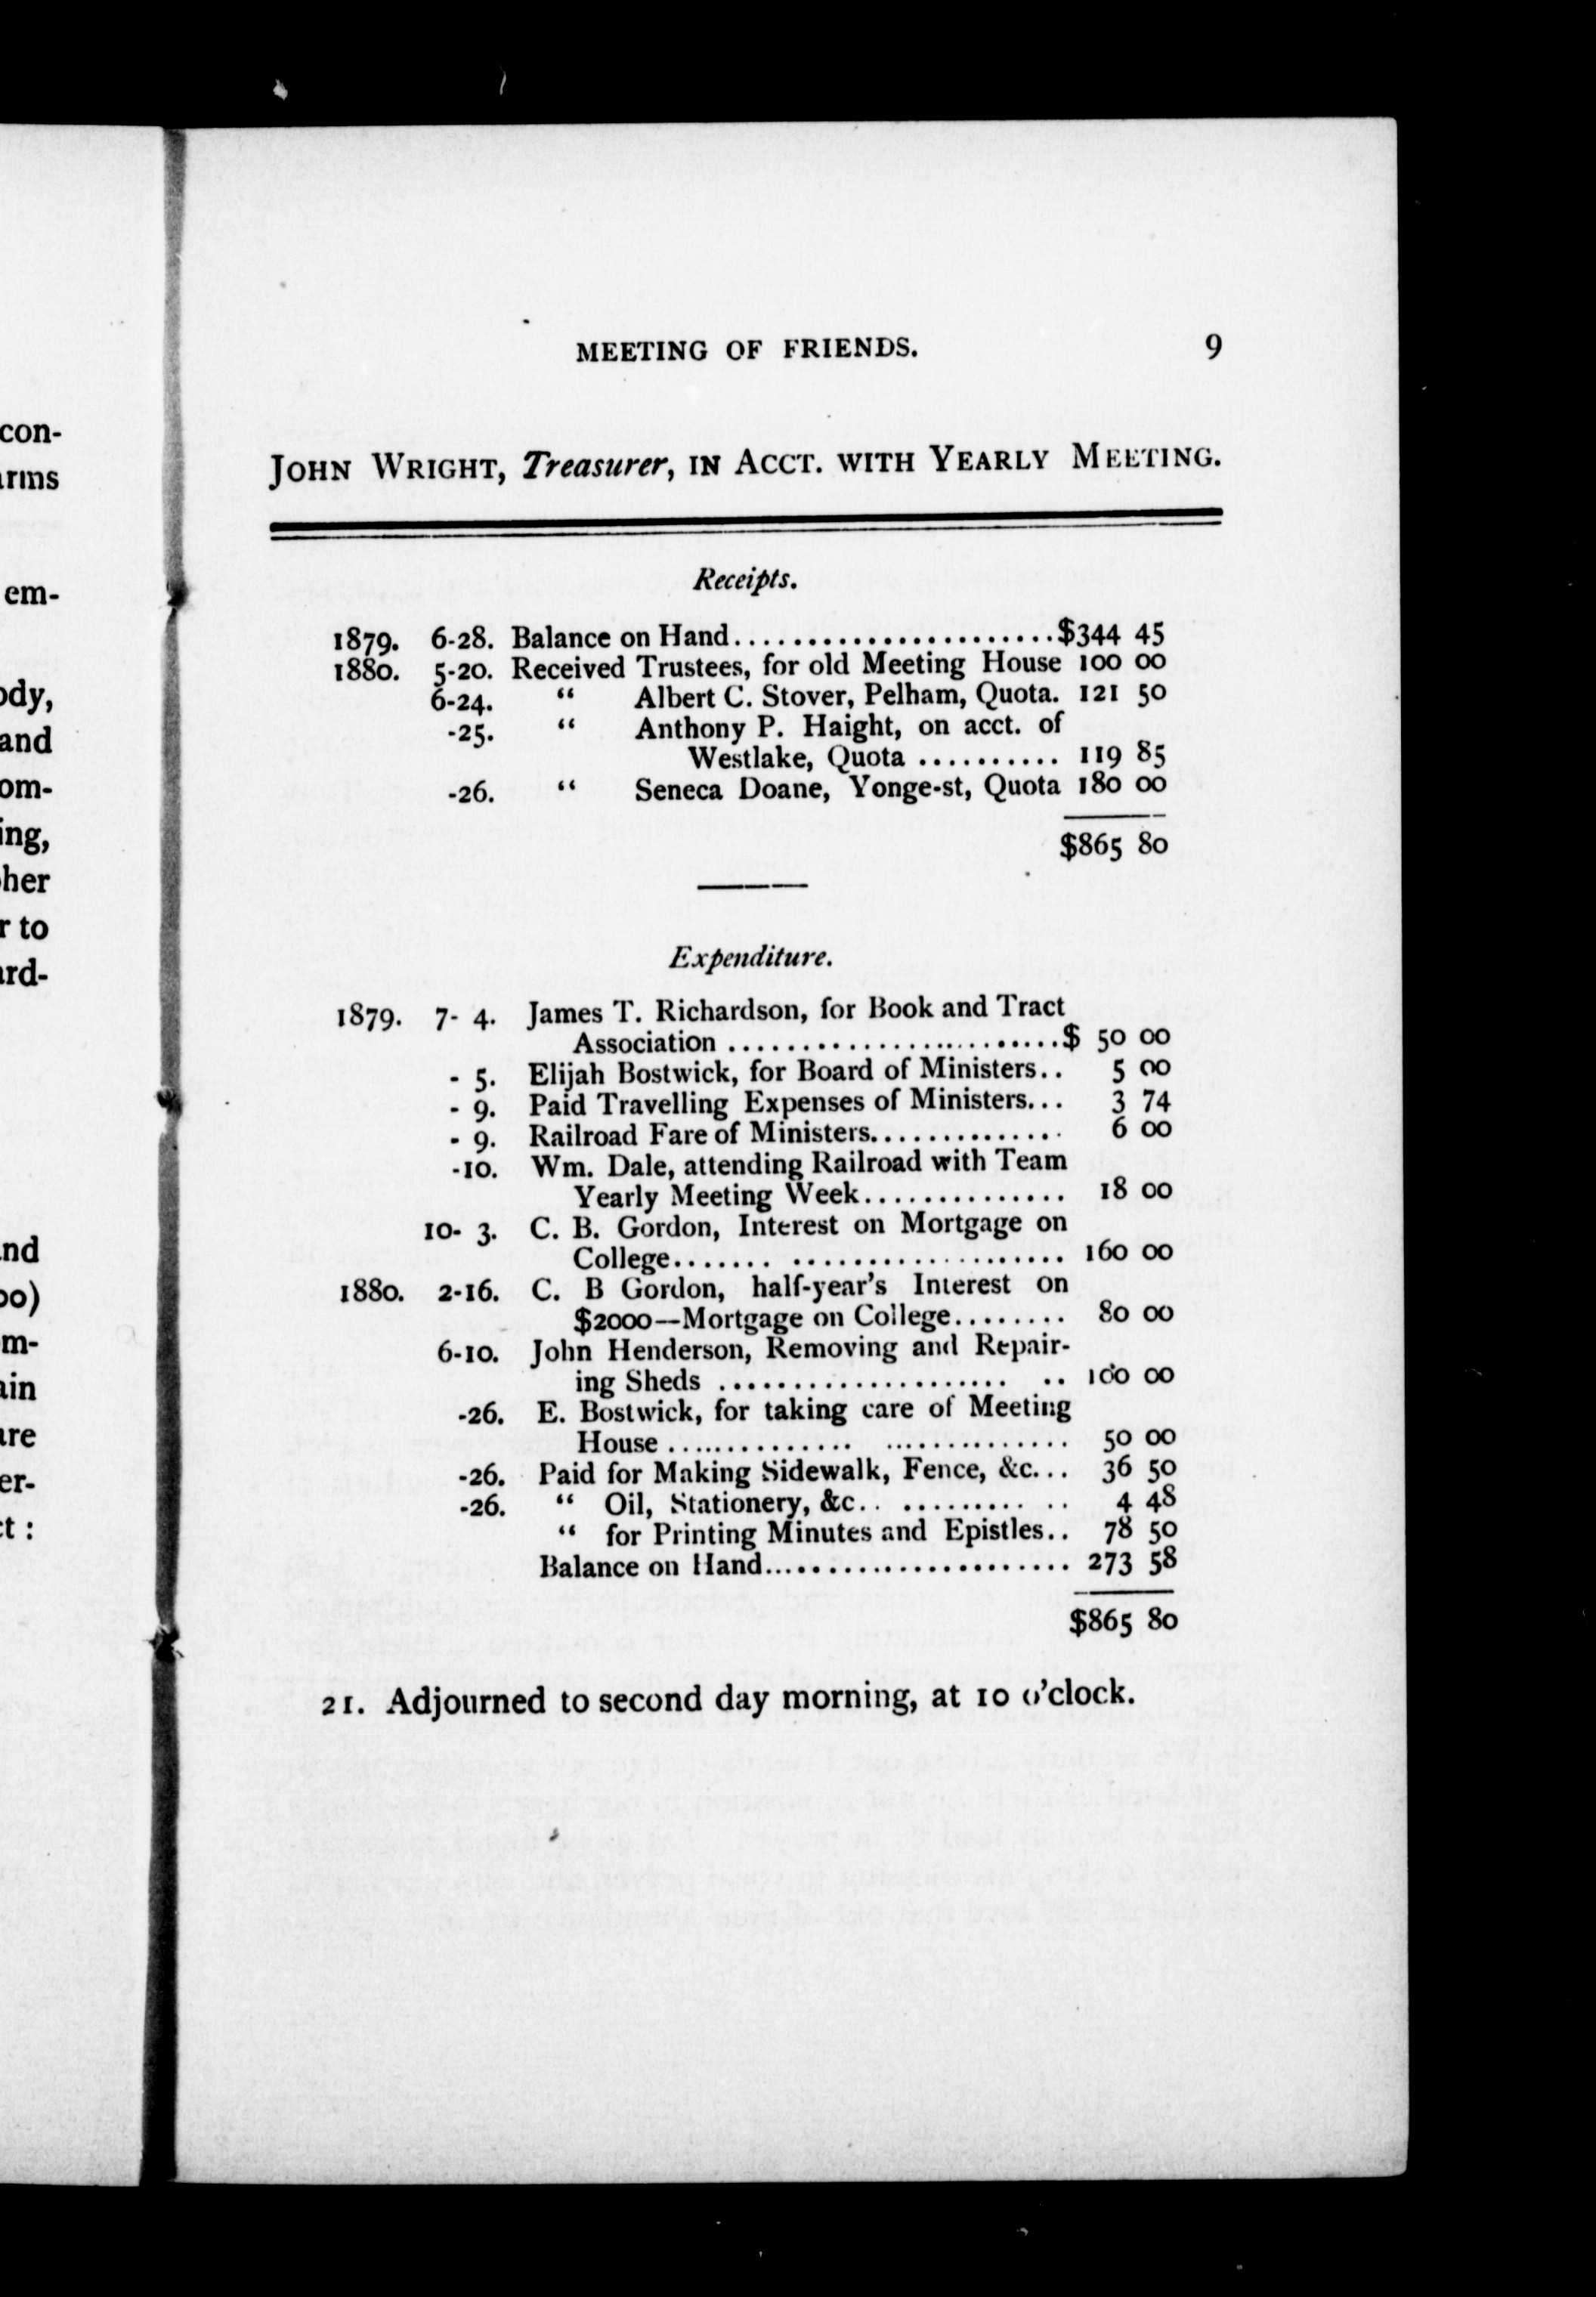 con-
arms
em-
ody,
and
om-
ing,
her
r to
ard-
nd
00)
m-
ain
are
er-
ct :
MEETING OF FRIENDS. 9
JOHN WRIGHT, Treasurer, IN ACCT. WITH YEARLY MEETING.
Receipts.
1879. 6-28. Balance on Hand......................$344 45
1880. 5-20. Received Trustees, for old Meeting House 100 00
6-24. " Albert C. Stover, Pelham, Quota. 121 50
-25. " Anthony P. Haight, on acct. of
Westlake, Quota .......... 119 85
-26. " Seneca Doane, Yonge-st, Quota 180 00
$865 80
Expenditure.
1879. 7- 4. James T. Richardson, for Book and Tract
Association .......................$ 50 00
- 5. Elijah Bostwick, for Board of Ministers.. 5 00
- 9. Paid Travelling Expenses of Ministers... 3 74
- 9. Railroad Fare of Ministers............. 6 00
-10. Wm. Dale, attending Railroad with Team
Yearly Meeting Week.............. 18 00
10- 3. C. B. Gordon, Interest on Mortgage on
College....... ................... 160 00
1880. 2-16. C. B Gordon, half-year's Interest on
$2000—Mortgage on College........ 80 00
6-10. John Henderson, Removing and Repair-
ing Sheds .................... .. 100 00
-26. E. Bostwick, for taking care of Meeting
House ............. ............. 50 00
-26. Paid for Making Sidewalk, Fence, &c... 36 50
-26. " Oil, Stationery, &c.. .......... .. 4 48
" for Printing Minutes and Epistles.. 78 50
Balance on Hand..................... 273 58
$865 80
21. Adjourned to second day morning, at 10 o'clock.